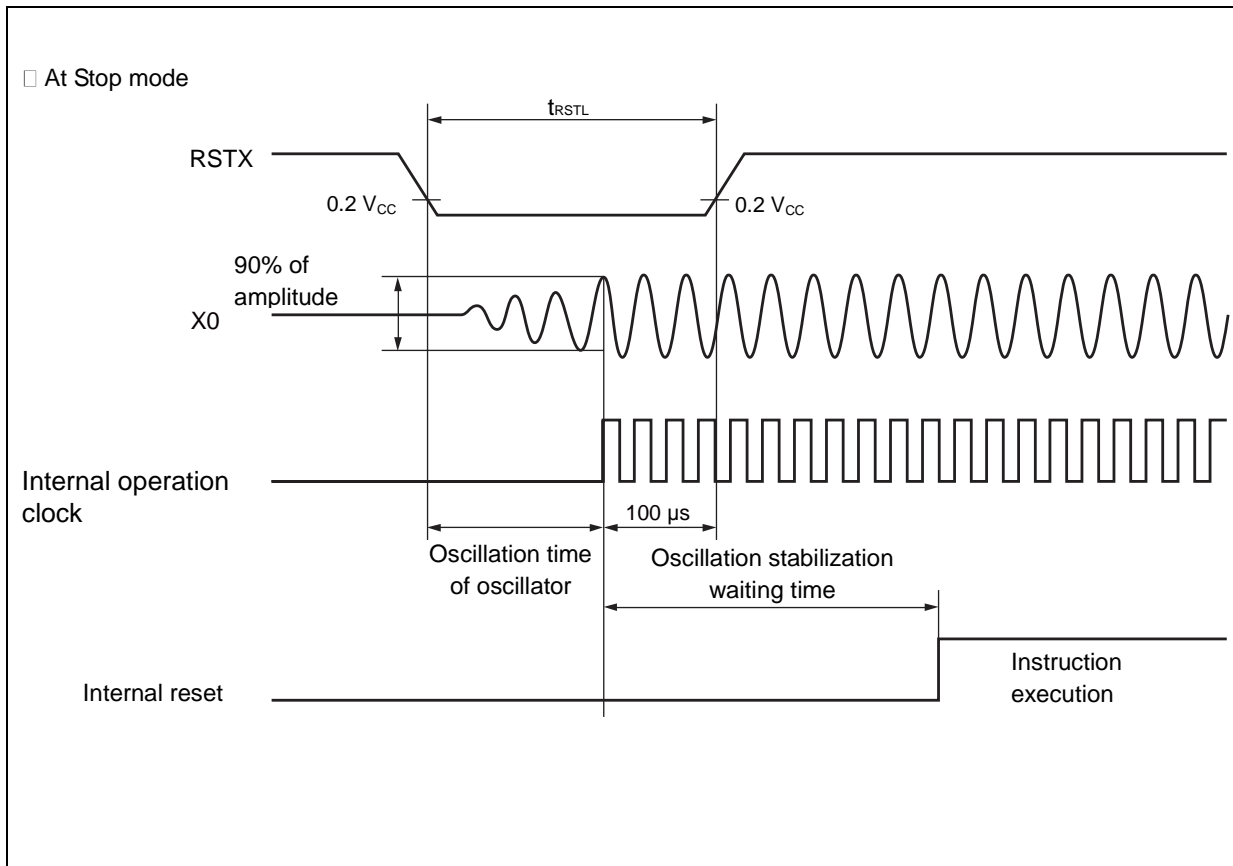 □ At Stop mode
tRSTL
RSTX
0.2 VCC
0.2 VCC
90% of
amplitude
X0
Internal operation
clock
100 µs
Oscillation time
of oscillator
Oscillation stabilization
waiting time
Internal reset
Instruction
execution